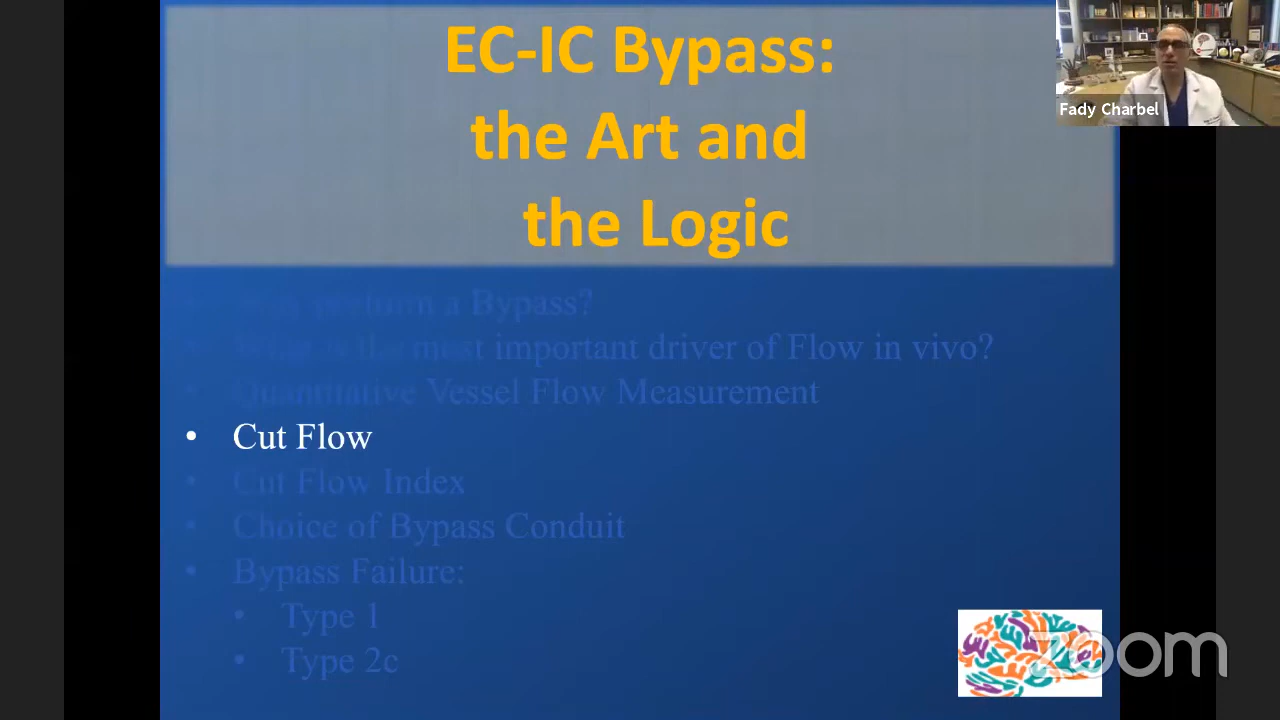 EC-IC Bypass:
the Art and
the Logic
Fady Charbel
Why perform a Bypass?
What is the most important driver of Flow in vivo?
Quantitative Vessel Flow Measurement
• Cut Flow
• Cut Flow Index
• Choice of Bypass Conduit
• Bypass Failure:
• Type 1
• Type 2c
zoom